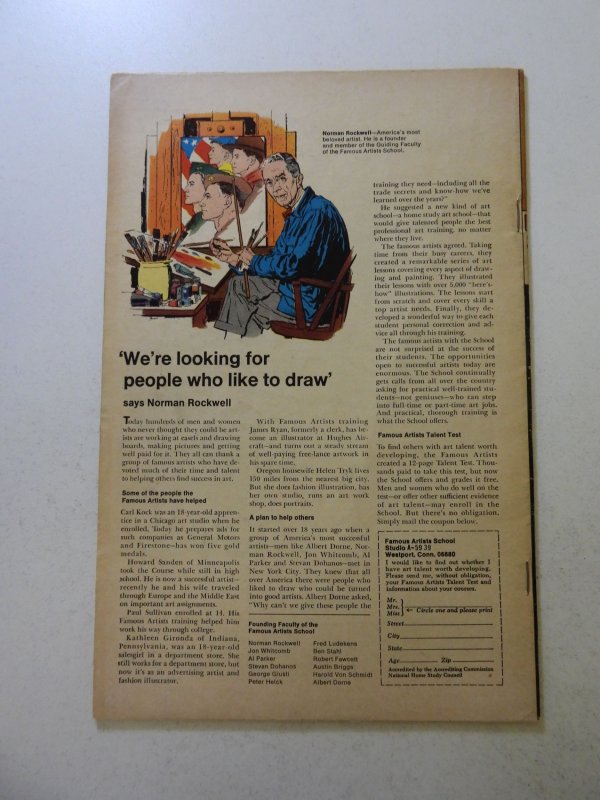 Norman Rockwell—America's most
beloved artist. He is a founder
and member of the Guiding Faculty
of the Famous Artists School.
'We're looking for
people who like to draw'
says Norman Rockwell
Today hundreds of men and women
who never thought they could be art-
ists are working at easels and drawing
boards, making pictures and getting
well paid for it. They all can thank a
group of famous artists who have de-
voted much of their time and talent
to helping others find success in art.
Some of the people the
Famous Artists have helped
Carl Kock was an 18-year-old appren-
tice in a Chicago art studio when he
enrolled. Today he prepares ads for
such companies as General Motors
and Firestone—has won five gold
medals.
Howard Sanden of Minneapolis
took the Course while still in high
school. He is now a successful artist—
recently he and his wife traveled
through Europe and the Middle East
on important art assignments.
Paul Sullivan enrolled at 14. His
Famous Artists training helped him
work his way through college.
Kathleen Gironda of Indiana,
Pennsylvania, was an 18-year-old
salesgirl in a department store. She
still works for a department store, but
now it's as an advertising artist and
fashion illustrator.
With Famous Artists training
James Ryan, formerly a clerk, has be-
come an illustrator at Hughes Air-
craft—and turns out a steady stream
of well-paying free-lance artwork in
his spare time.
Oregon housewife Helen Tryk lives
150 miles from the nearest big city.
But she does fashion illustration, has
her own studio, runs an art work
shop, does portraits.
A plan to help others
It started over 18 years ago when a
group of America's most successful
artists—men like Albert Dorne, Nor-
man Rockwell, Jon Whitcomb, Al
Parker and Stevan Dohanos—met in
New York City. They knew that all
over America there were people who
liked to draw who could be turned
into good artists. Albert Dorne asked,
"Why can't we give these people the
Founding Faculty of the
Famous Artists School
Norman Rockwell Fred Ludekens
Jon Whitcomb Ben Stahl
Al Parker Robert Fawcett
Stevan Dohanos Austin Briggs
George Giusti Harold Von Schmidt
Peter Helck Albert Dorne
training they need—including all the
trade secrets and know-how we've
learned over the years?"
He suggested a new kind of art
school—a home study art school—that
would give talented people the best
professional art training, no matter
where they live.
The famous artists agreed. Taking
time from their busy careers, they
created a remarkable series of art
lessons covering every aspect of draw-
ing and painting. They illustrated
their lessons with over 5,000 "here's-
how" illustrations. The lessons start
from scratch and cover every skill a
top artist needs. Finally, they de-
veloped a wonderful way to give each
student personal correction and ad-
vice all through his training.
The famous artists with the School
are not surprised at the success of
their students. The opportunities
open to successful artists today are
enormous. The School continually
gets calls from all over the country
asking for practical well-trained stu-
dents—not geniuses—who can step
into full-time or part-time art jobs.
And practical, thorough training is
what the School offers.
Famous Artists Talent Test
To find others with art talent worth
developing, the Famous Artists
created a 12-page Talent Test. Thou-
sands paid to take this test, but now
the School offers and grades it free.
Men and women who do well on the
test—or offer other sufficient evidence
of art talent—may enroll in the
School. But there's no obligation.
Simply mail the coupon below.
Famous Artists School
Studio A-5939
Westport, Conn. 06880
I would like to find out whether I
have art talent worth developing.
Please send me, without obligation,
your Famous Artists Talent Test and
information about your courses.
Mr.
Mrs. ← Circle one and please print
Miss
Street
City
State
Age Zip
Accredited by the Accrediting Commission
National Home Study Council